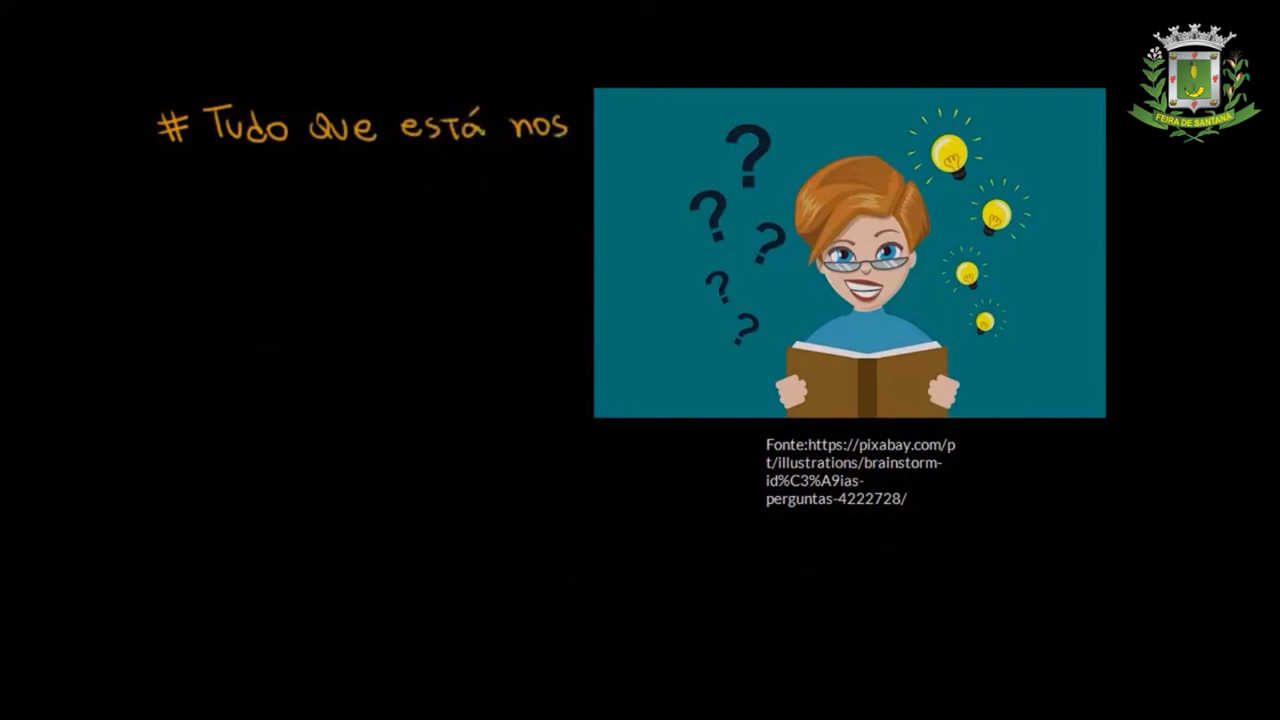 # Tudo que está nos
FEIRA DE SANTANA
Fonte:https://pixabay.com/p
t/illustrations/brainstorm-
id%C3%A9ias-
perguntas-4222728/